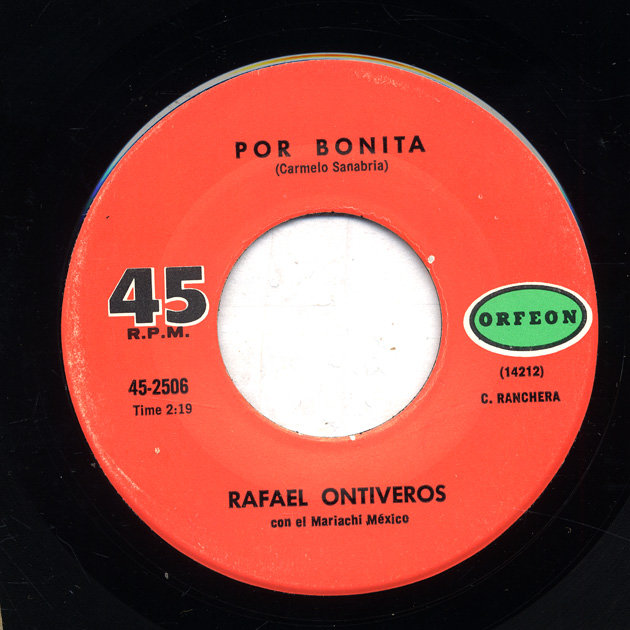 POR BONITA
(Carmelo Sanabria)
45
R.P.M.
ORFEON
45-2506
(14212)
Time 2:19
C. RANCHERA
RAFAEL ONTIVEROS
con el Mariachi México